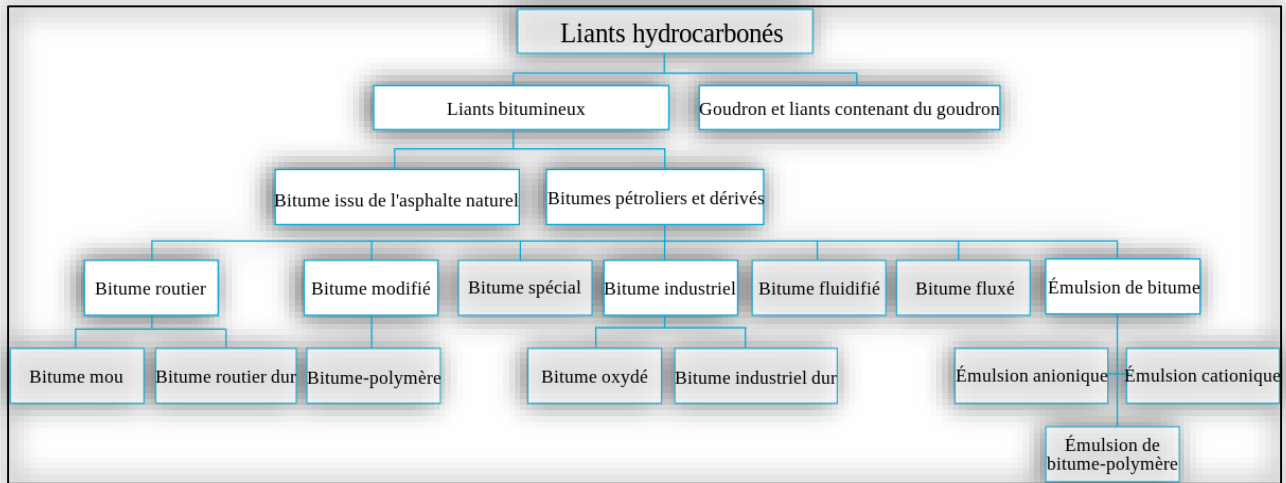 Liants hydrocarbonés
Liants bitumineux
Goudron et liants contenant du goudron
Bitume issu de l'asphalte naturel
Bitumes pétroliers et dérivés
Bitume routier
Bitume modifié
Bitume spécial
Bitume industriel
Bitume fluidifié
Bitume fluxé
Émulsion de bitume
Bitume mou
Bitume routier dur
Bitume-polymère
Bitume oxydé
Bitume industriel dur
Émulsion anionique
Émulsion cationique
Émulsion de
bitume-polymère